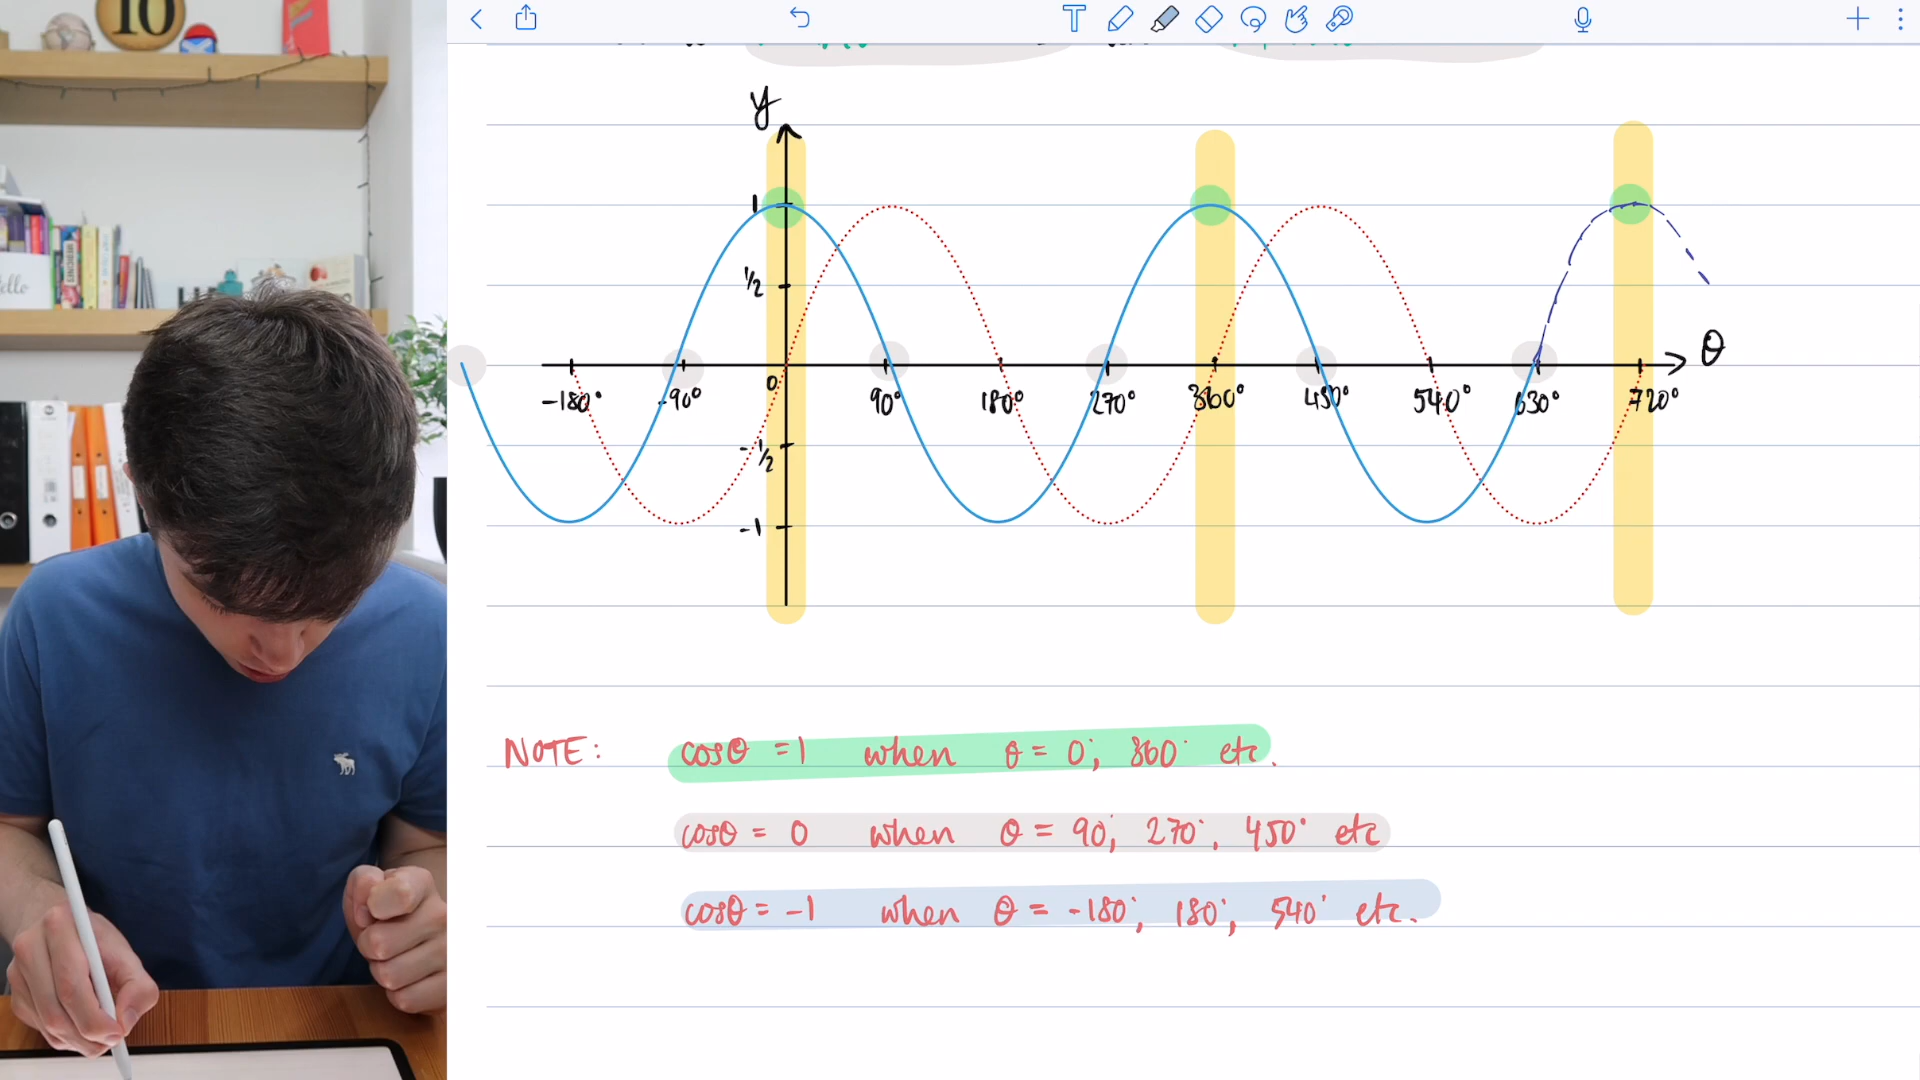 10
ello
y
1
1/2
θ
0
-180° -90° 90° 180° 270° 360° 450° 540° 630° 720°
-1/2
-1
NOTE: cosθ = 1 when θ = 0°, 360° etc.
cosθ = 0 when θ = 90°, 270°, 450° etc
cosθ = -1 when θ = -180°, 180°, 540° etc.